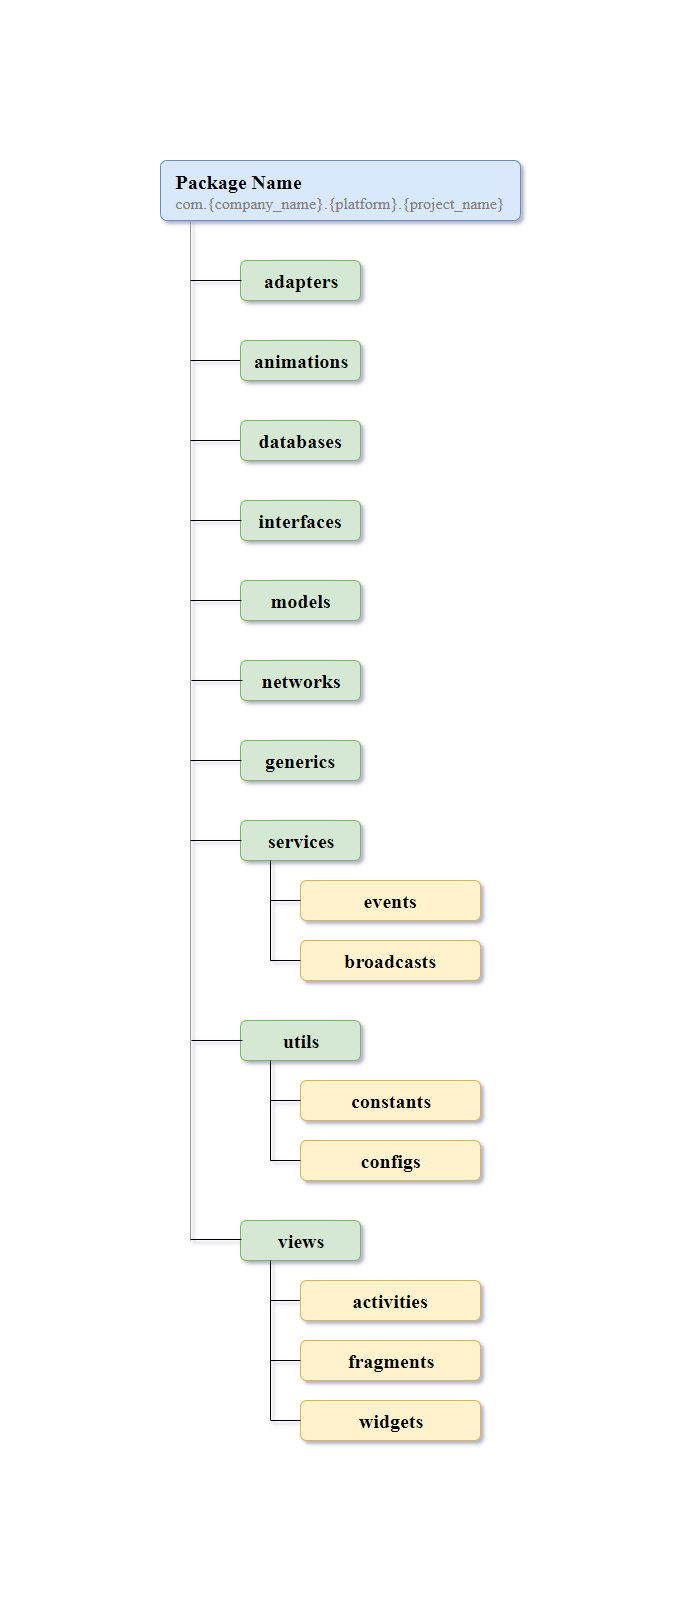 Package Name
com.{company_name}.{platform}.{project_name}
adapters
animations
databases
interfaces
models
networks
generics
services
events
broadcasts
utils
constants
configs
views
activities
fragments
widgets